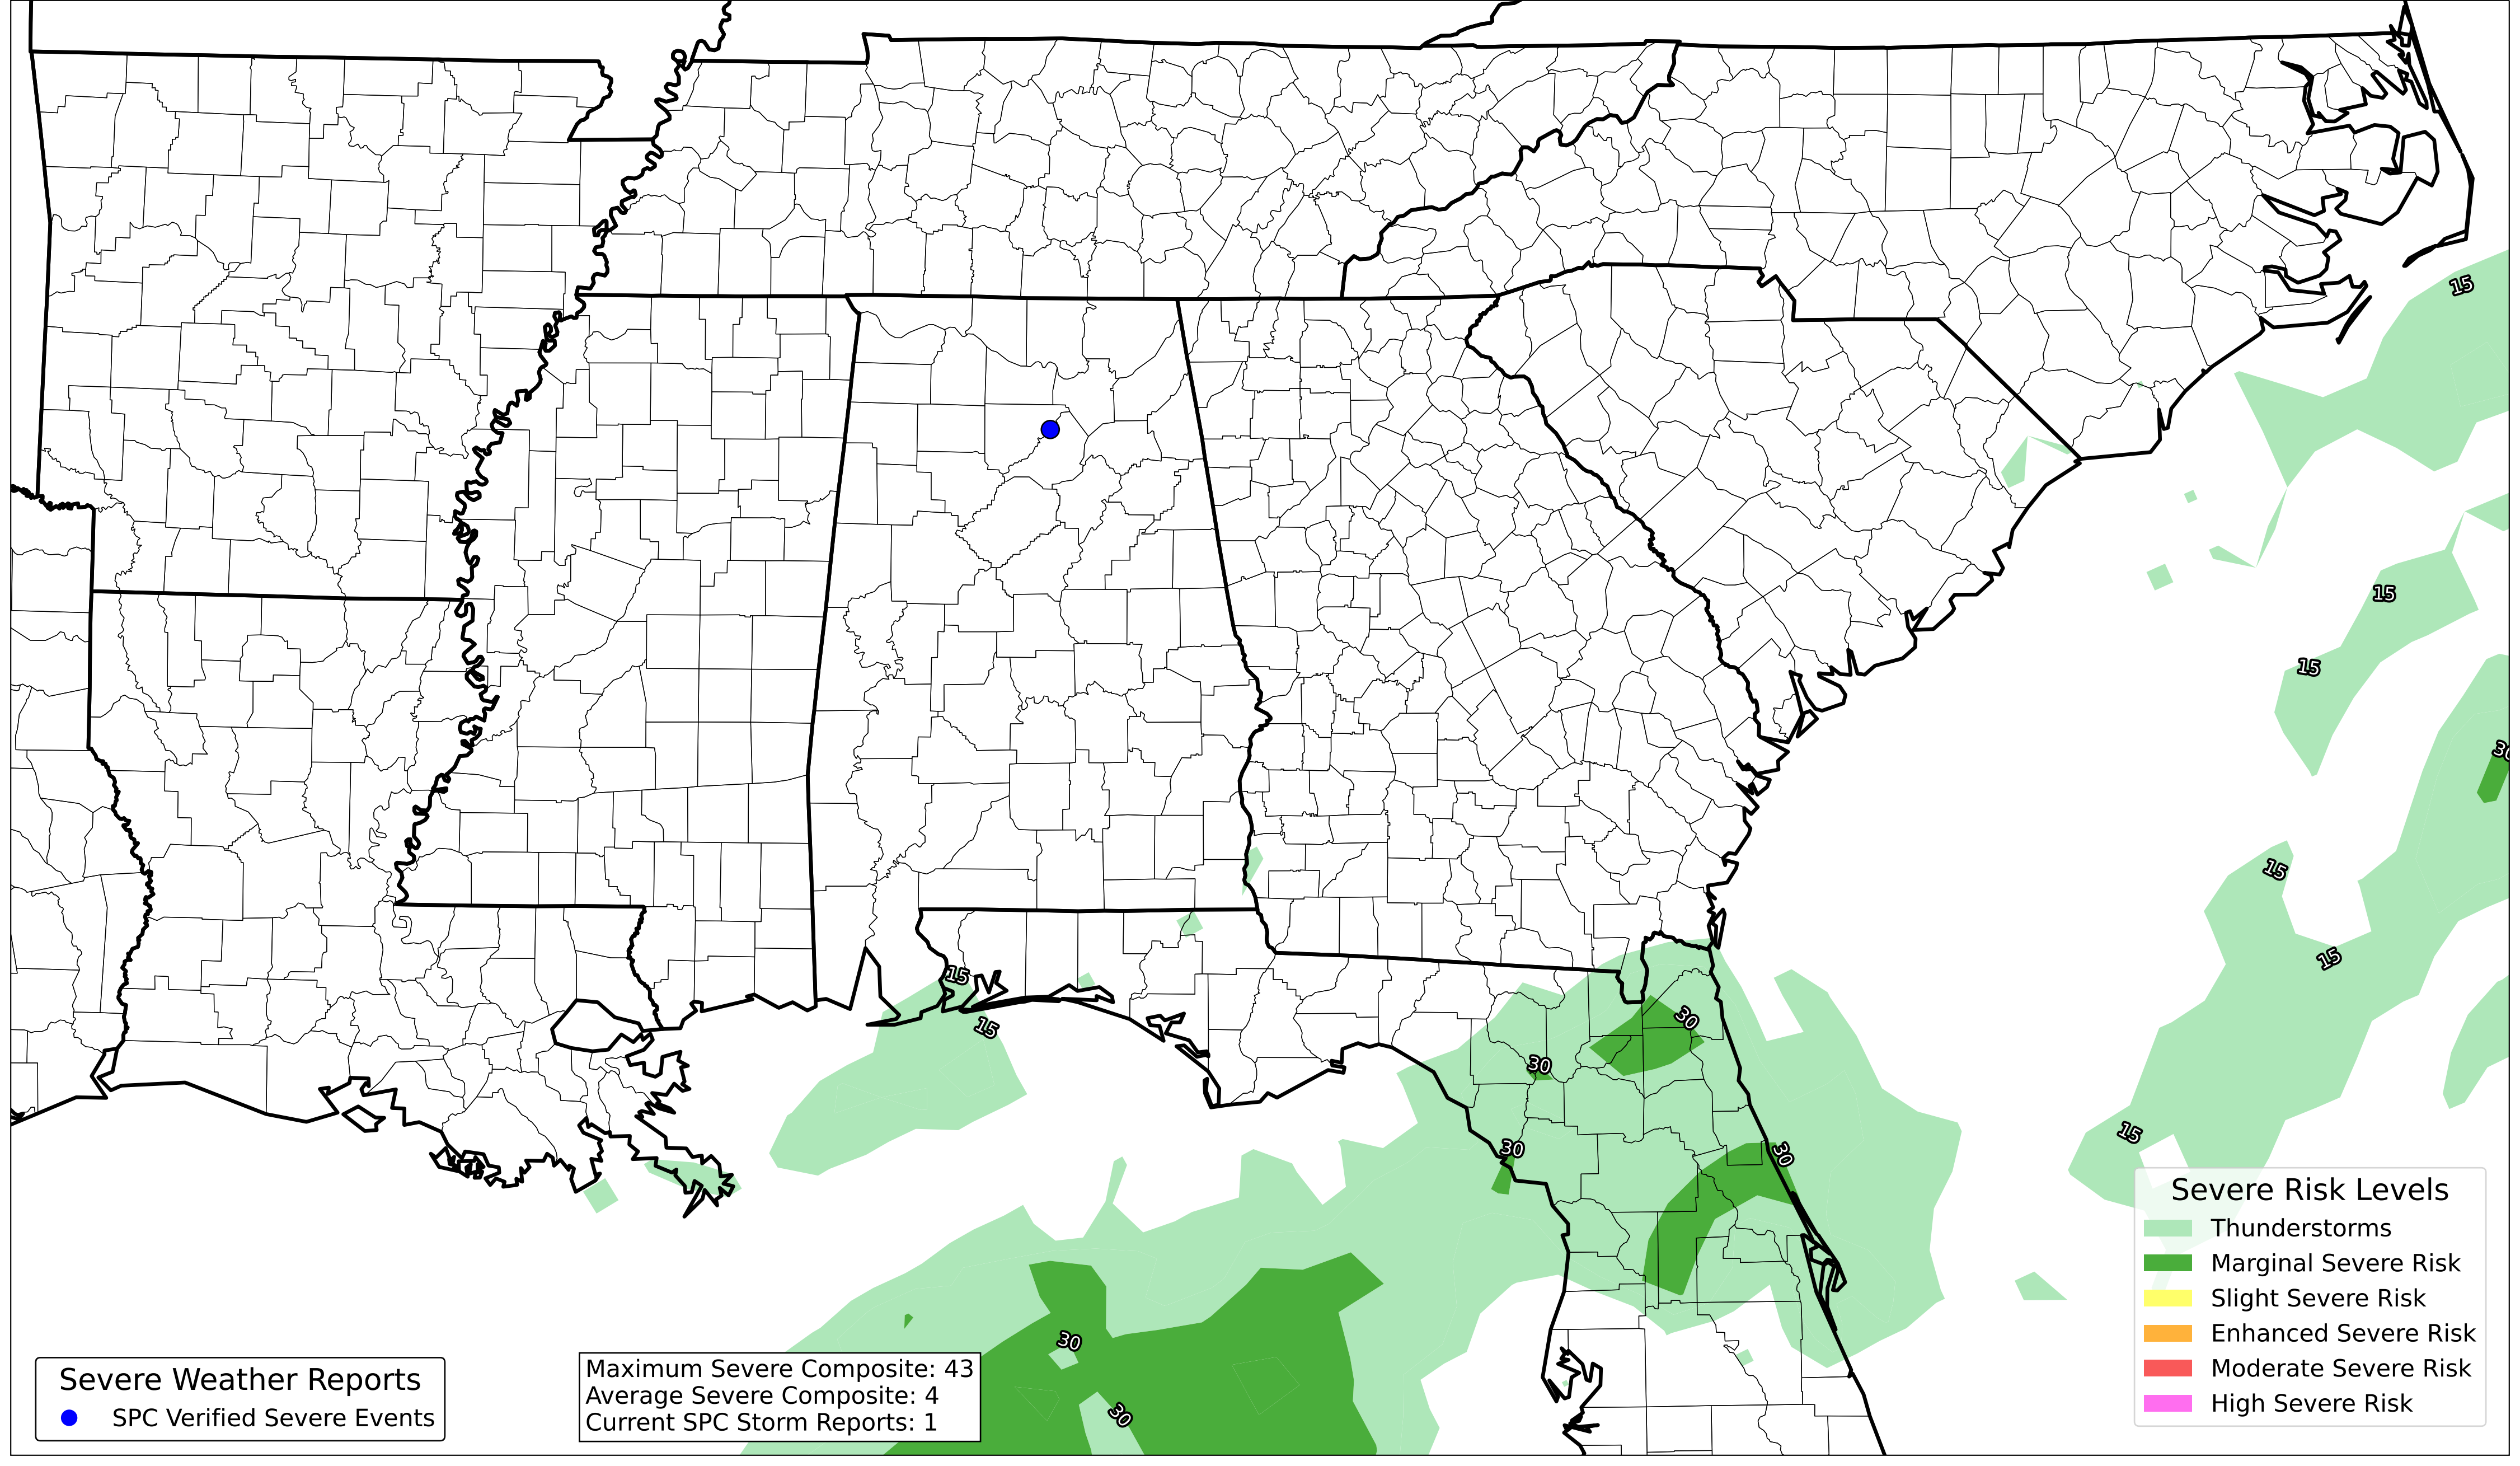 15
15
15
30
15
15
15
15
30
15
30
30
30
15
30
30
Severe Risk Levels
Thunderstorms
Marginal Severe Risk
Slight Severe Risk
Enhanced Severe Risk
Moderate Severe Risk
High Severe Risk
Severe Weather Reports
SPC Verified Severe Events
Maximum Severe Composite: 43
Average Severe Composite: 4
Current SPC Storm Reports: 1